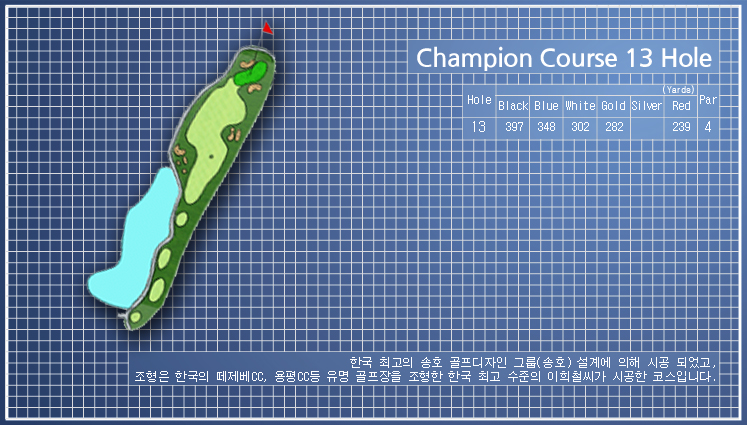 Champion Course 13 Hole
(Yards)
Hole Black Blue White Gold Silver Red Par
13 397 348 302 282 239 4
한국 최고의 송호 골프디자인 그룹(송호) 설계에 의해 시공 되었고,
조형은 한국의 떼제베CC, 용평CC등 유명 골프장을 조형한 한국 최고 수준의 이희철씨가 시공한 코스입니다.